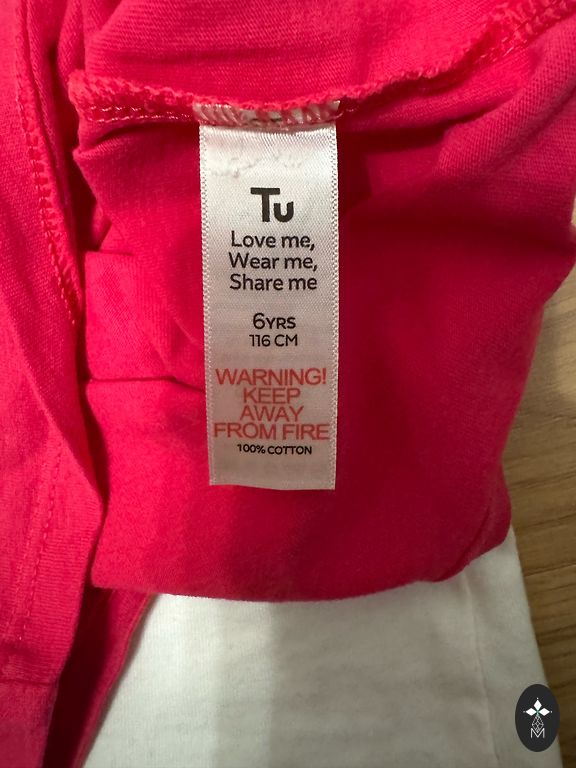 Tu
Love me,
Wear me,
Share me
6YRS
116 CM
WARNING!
KEEP
AWAY
FROM FIRE
100% COTTON
M